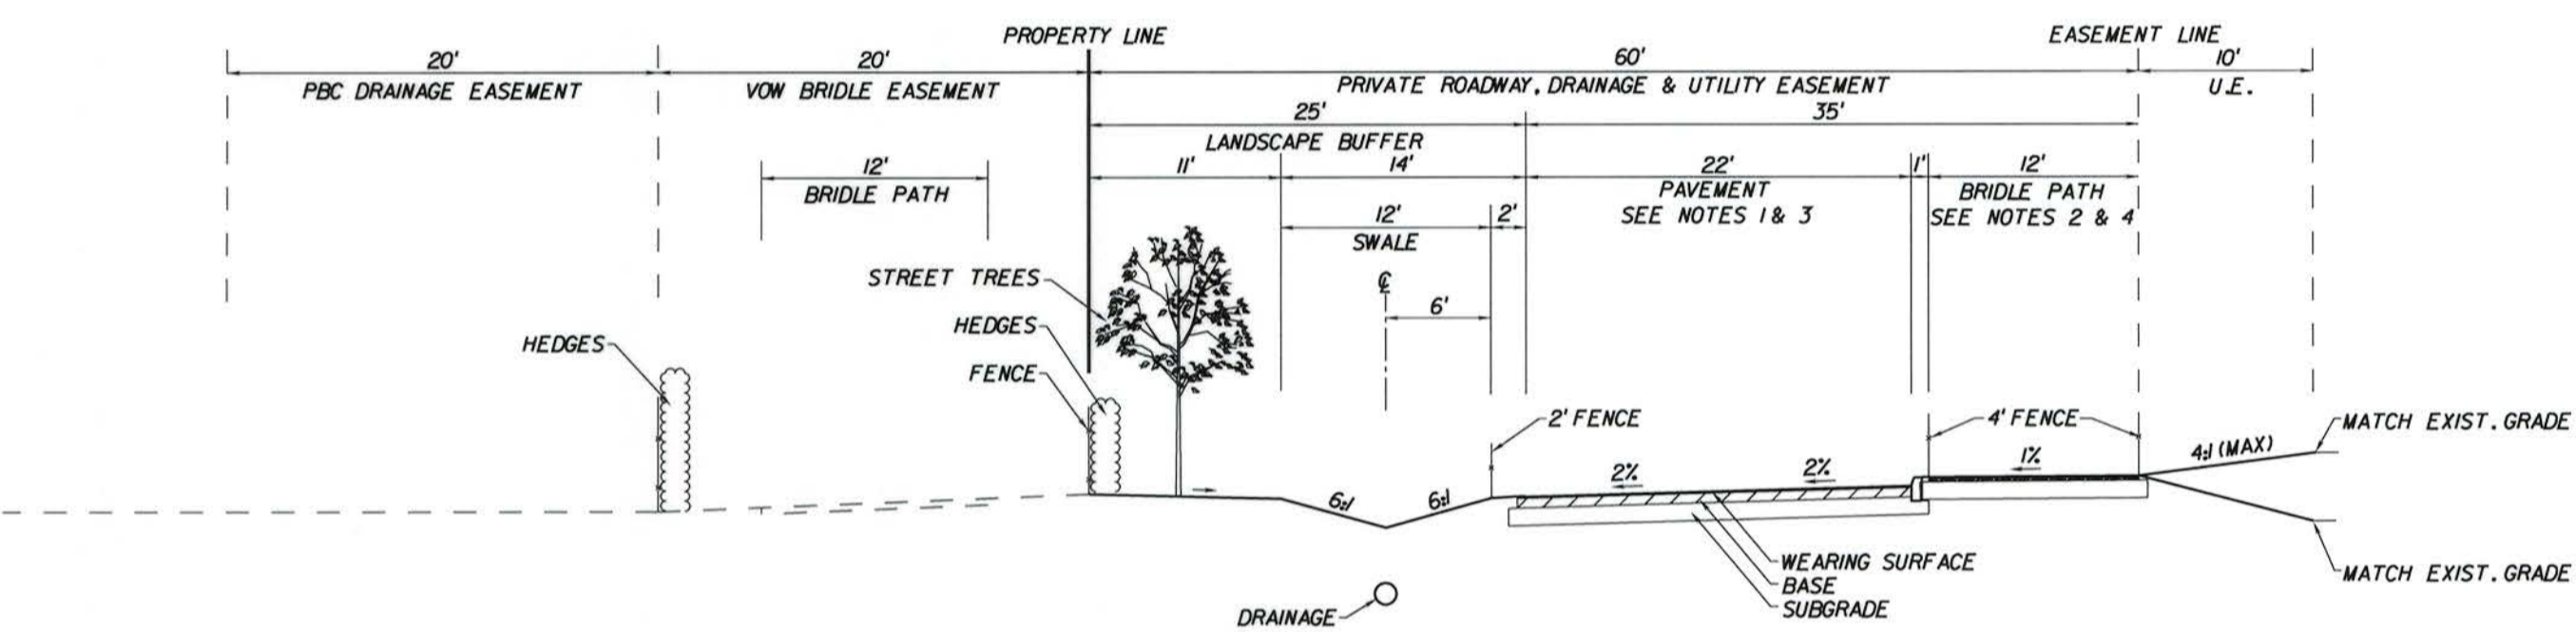 PROPERTY LINE
EASEMENT LINE
20'
20'
60'
10'
PBC DRAINAGE EASEMENT
VOW BRIDLE EASEMENT
PRIVATE ROADWAY, DRAINAGE & UTILITY EASEMENT
U.E.
25'
35'
LANDSCAPE BUFFER
12'
11'
14'
22'
1'
12'
BRIDLE PATH
PAVEMENT
SEE NOTES 1 & 3
BRIDLE PATH
SEE NOTES 2 & 4
12'
2'
SWALE
STREET TREES
℄
6'
HEDGES
HEDGES
FENCE
2' FENCE
4' FENCE
MATCH EXIST. GRADE
2%
2%
1%
4:1 (MAX)
6:1
6:1
WEARING SURFACE
BASE
SUBGRADE
MATCH EXIST. GRADE
DRAINAGE